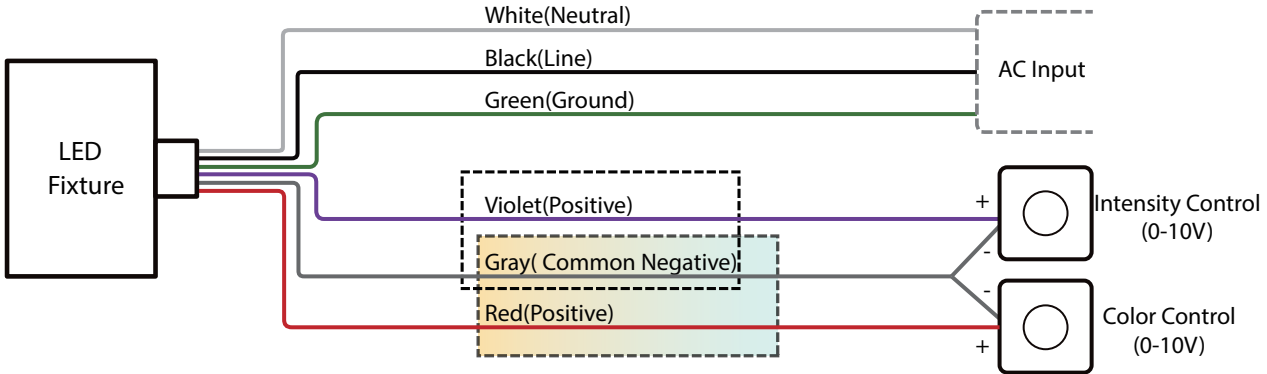 White(Neutral)
Black(Line)
AC Input
Green(Ground)
LED
Fixture
Violet(Positive)
+
Intensity Control
(0-10V)
-
Gray( Common Negative)
-
Red(Positive)
Color Control
(0-10V)
+